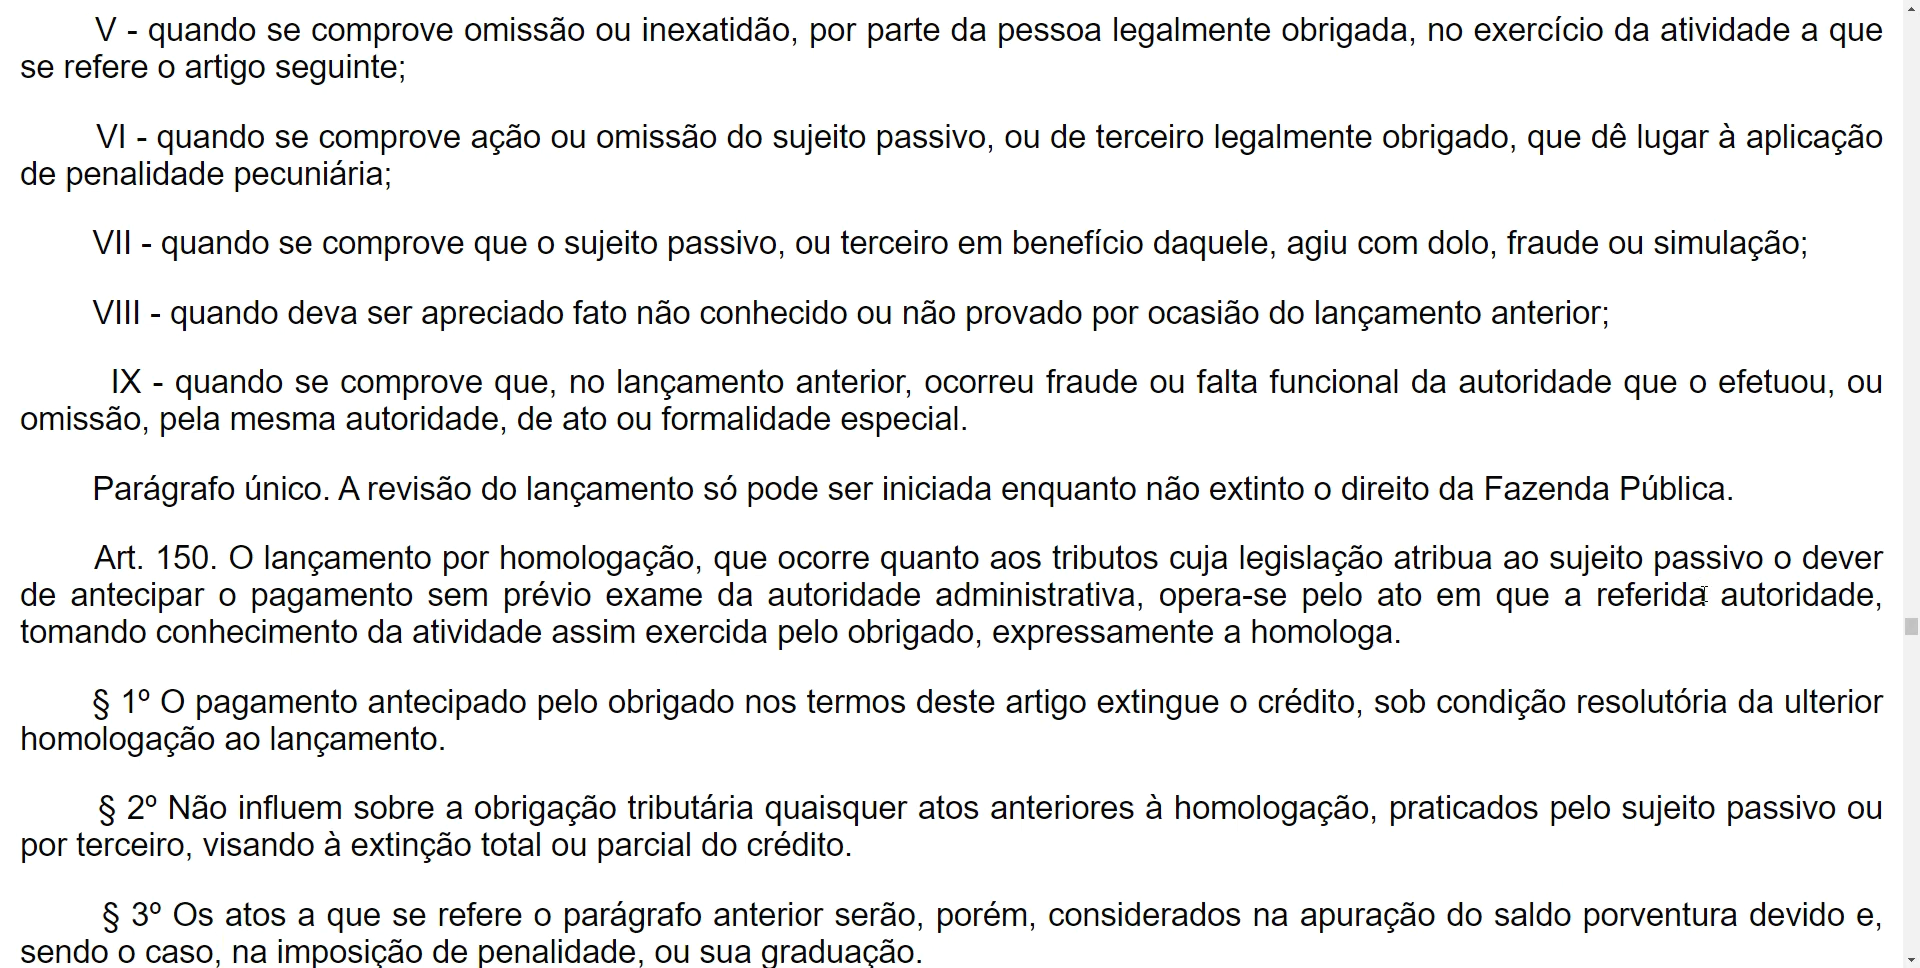 V - quando se comprove omissão ou inexatidão, por parte da pessoa legalmente obrigada, no exercício da atividade a que
se refere o artigo seguinte;
VI - quando se comprove ação ou omissão do sujeito passivo, ou de terceiro legalmente obrigado, que dê lugar à aplicação
de penalidade pecuniária;
VII - quando se comprove que o sujeito passivo, ou terceiro em benefício daquele, agiu com dolo, fraude ou simulação;
VIII - quando deva ser apreciado fato não conhecido ou não provado por ocasião do lançamento anterior;
IX - quando se comprove que, no lançamento anterior, ocorreu fraude ou falta funcional da autoridade que o efetuou, ou
omissão, pela mesma autoridade, de ato ou formalidade especial.
Parágrafo único. A revisão do lançamento só pode ser iniciada enquanto não extinto o direito da Fazenda Pública.
Art. 150. O lançamento por homologação, que ocorre quanto aos tributos cuja legislação atribua ao sujeito passivo o dever
de antecipar o pagamento sem prévio exame da autoridade administrativa, opera-se pelo ato em que a referida autoridade,
tomando conhecimento da atividade assim exercida pelo obrigado, expressamente a homologa.
§ 1º O pagamento antecipado pelo obrigado nos termos deste artigo extingue o crédito, sob condição resolutória da ulterior
homologação ao lançamento.
§ 2º Não influem sobre a obrigação tributária quaisquer atos anteriores à homologação, praticados pelo sujeito passivo ou
por terceiro, visando à extinção total ou parcial do crédito.
§ 3º Os atos a que se refere o parágrafo anterior serão, porém, considerados na apuração do saldo porventura devido e,
sendo o caso, na imposição de penalidade, ou sua graduação.